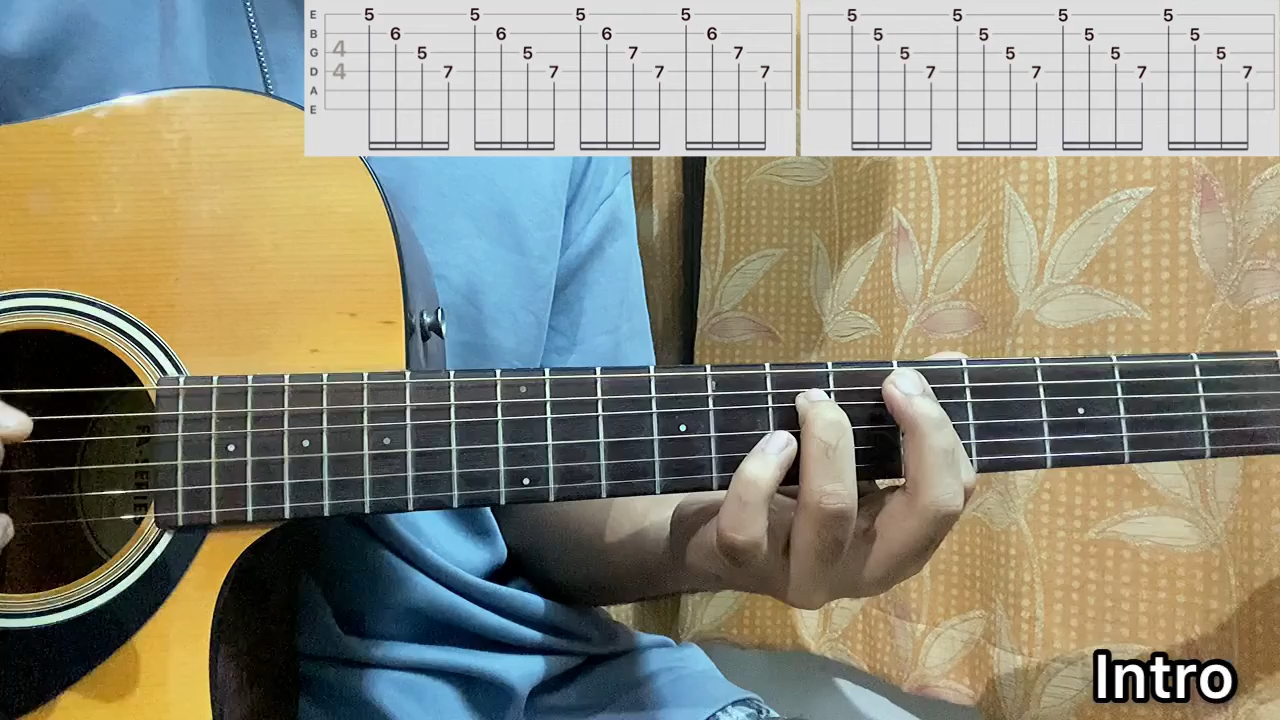 E 5 5 5 5 5 5 5 5
B 6 6 6 6 5 5 5 5
G 4 5 5 7 7 5 5 5 5
D 4 7 7 7 7 7 7 7 7
A
E
Intro